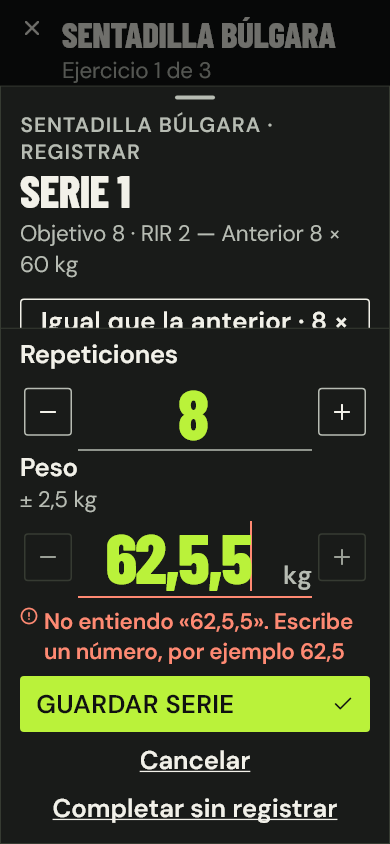 SENTADILLA BÚLGARA
Ejercicio 1 de 3
SENTADILLA BÚLGARA ·
REGISTRAR
SERIE 1
Objetivo 8 · RIR 2 — Anterior 8 ×
60 kg
Igual que la anterior · 8 ×
Repeticiones
− 8 +
Peso
± 2,5 kg
− 62,5,5 kg +
No entiendo «62,5,5». Escribe
un número, por ejemplo 62,5
GUARDAR SERIE
Cancelar
Completar sin registrar